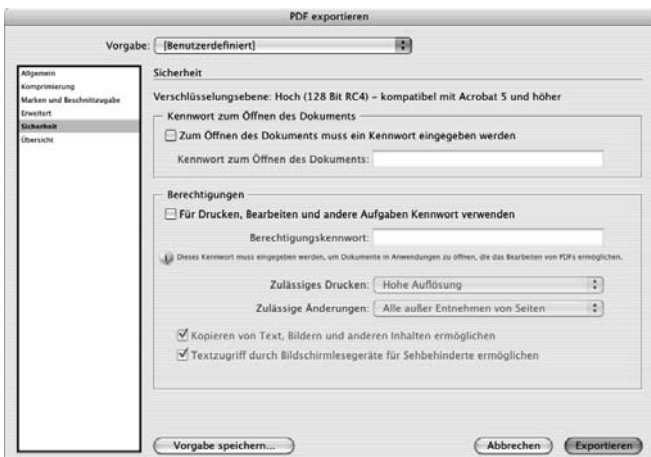 PDF exportieren
Vorgabe: [Benutzerdefiniert]
Allgemein
Komprimierung
Marken und Beschnittzugabe
Erweitert
Sicherheit
Übersicht
Sicherheit
Verschlüsselungsebene: Hoch (128 Bit RC4) – kompatibel mit Acrobat 5 und höher
Kennwort zum Öffnen des Dokuments
Zum Öffnen des Dokuments muss ein Kennwort eingegeben werden
Kennwort zum Öffnen des Dokuments:
Berechtigungen
Für Drucken, Bearbeiten und andere Aufgaben Kennwort verwenden
Berechtigungskennwort:
Dieses Kennwort muss eingegeben werden, um Dokumente in Anwendungen zu öffnen, die das Bearbeiten von PDFs ermöglichen.
Zulässiges Drucken: Hohe Auflösung
Zulässige Änderungen: Alle außer Entnehmen von Seiten
Kopieren von Text, Bildern und anderen Inhalten ermöglichen
Textzugriff durch Bildschirmlesegeräte für Sehbehinderte ermöglichen
Vorgabe speichern... Abbrechen Exportieren